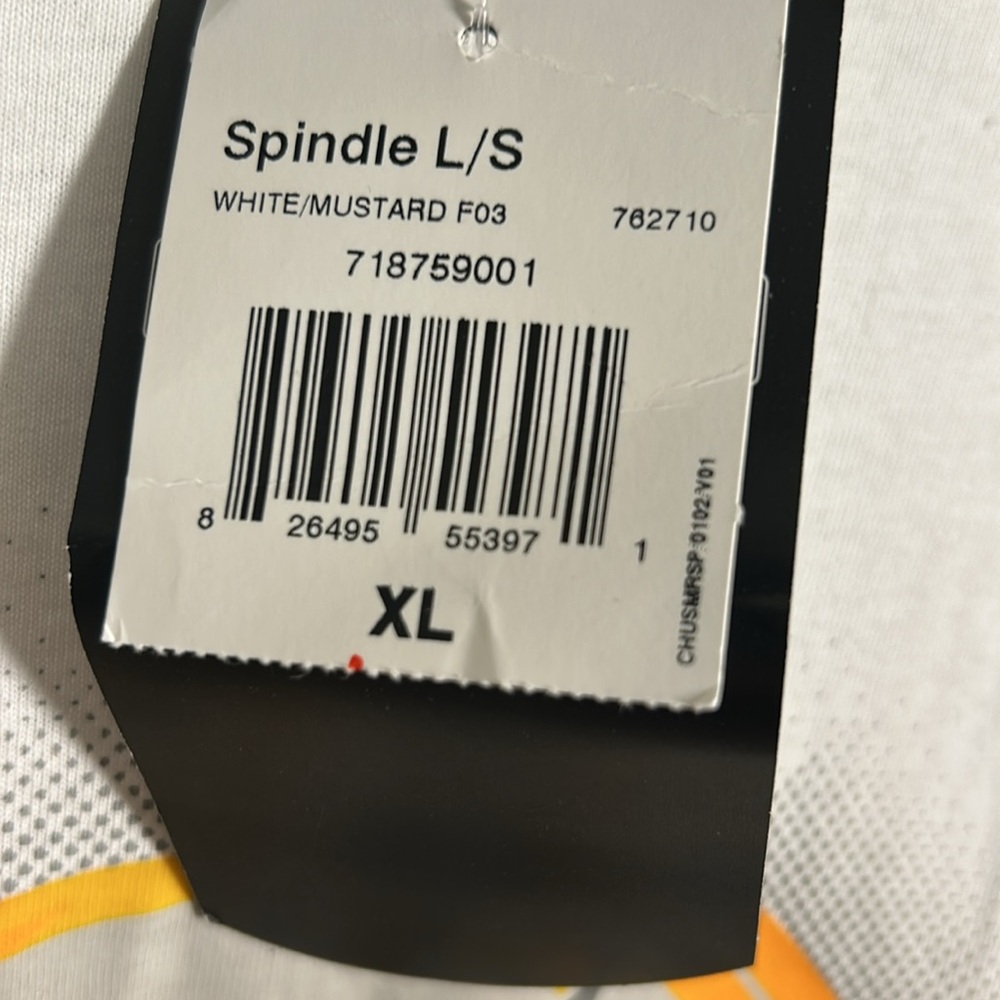 Spindle L/S
WHITE/MUSTARD F03 762710
718759001
8 26495 55397 1
XL
CHUSMRSP.0102.V01